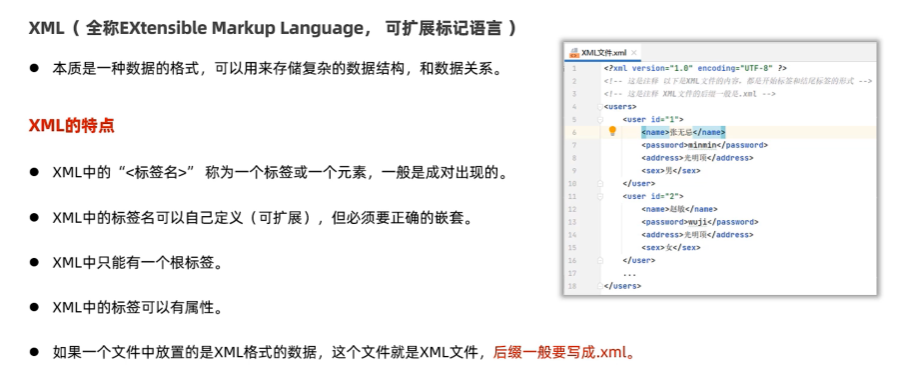 XML（ 全称EXtensible Markup Language， 可扩展标记语言 ）
● 本质是一种数据的格式，可以用来存储复杂的数据结构，和数据关系。
XML的特点
● XML中的“<标签名>” 称为一个标签或一个元素，一般是成对出现的。
● XML中的标签名可以自己定义（可扩展），但必须要正确的嵌套。
● XML中只能有一个根标签。
● XML中的标签可以有属性。
● 如果一个文件中放置的是XML格式的数据，这个文件就是XML文件，后缀一般要写成.xml。
XML文件.xml ×
1 <?xml version="1.0" encoding="UTF-8" ?>
2 <!-- 这是注释 以下是XML文件的内容，都是开始标签和结尾标签的形式 -->
3 <!-- 这是注释 XML文件的后缀一般是.xml -->
4 <users>
5 <user id="1">
6 <name>张无忌</name>
7 <password>minmin</password>
8 <address>光明顶</address>
9 <sex>男</sex>
10 </user>
11 <user id="2">
12 <name>赵敏</name>
13 <password>wuji</password>
14 <address>光明顶</address>
15 <sex>女</sex>
16 </user>
17 ...
18 </users>